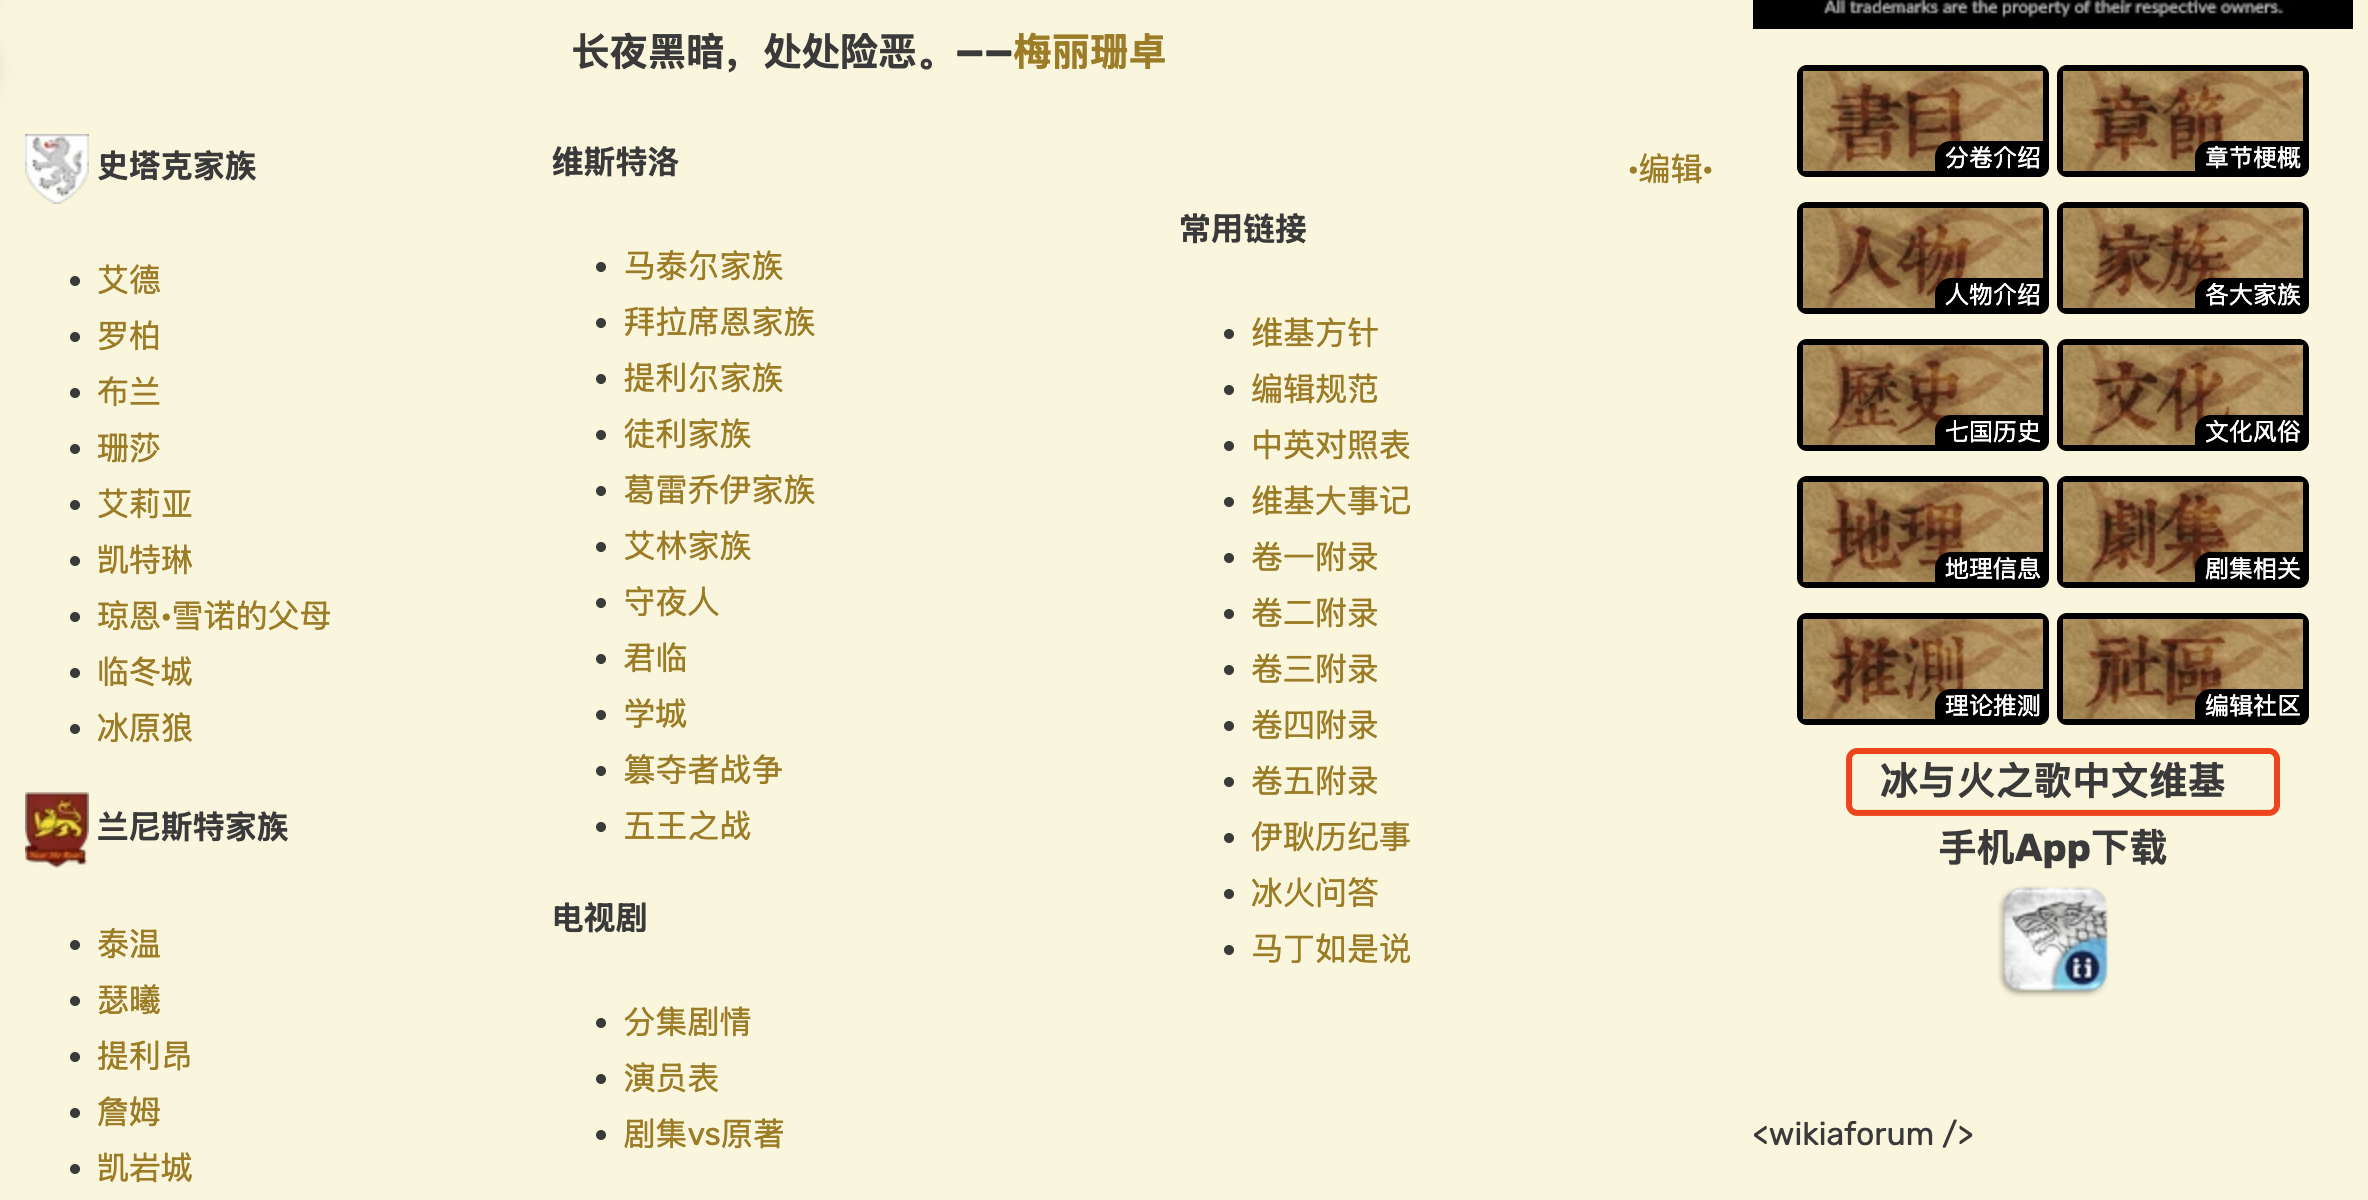 All trademarks are the property of their respective owners.
长夜黑暗，处处险恶。——梅丽珊卓
史塔克家族
艾德
罗柏
布兰
珊莎
艾莉亚
凯特琳
琼恩•雪诺的父母
临冬城
冰原狼
兰尼斯特家族
泰温
瑟曦
提利昂
詹姆
凯岩城
维斯特洛
马泰尔家族
拜拉席恩家族
提利尔家族
徒利家族
葛雷乔伊家族
艾林家族
守夜人
君临
学城
篡夺者战争
五王之战
电视剧
分集剧情
演员表
剧集vs原著
•编辑•
常用链接
维基方针
编辑规范
中英对照表
维基大事记
卷一附录
卷二附录
卷三附录
卷四附录
卷五附录
伊耿历纪事
冰火问答
马丁如是说
書目
分卷介绍
章節
章节梗概
人物
人物介绍
家族
各大家族
歷史
七国历史
文化
文化风俗
地理
地理信息
劇集
剧集相关
推測
理论推测
社區
编辑社区
冰与火之歌中文维基
手机App下载
<wikiaforum />